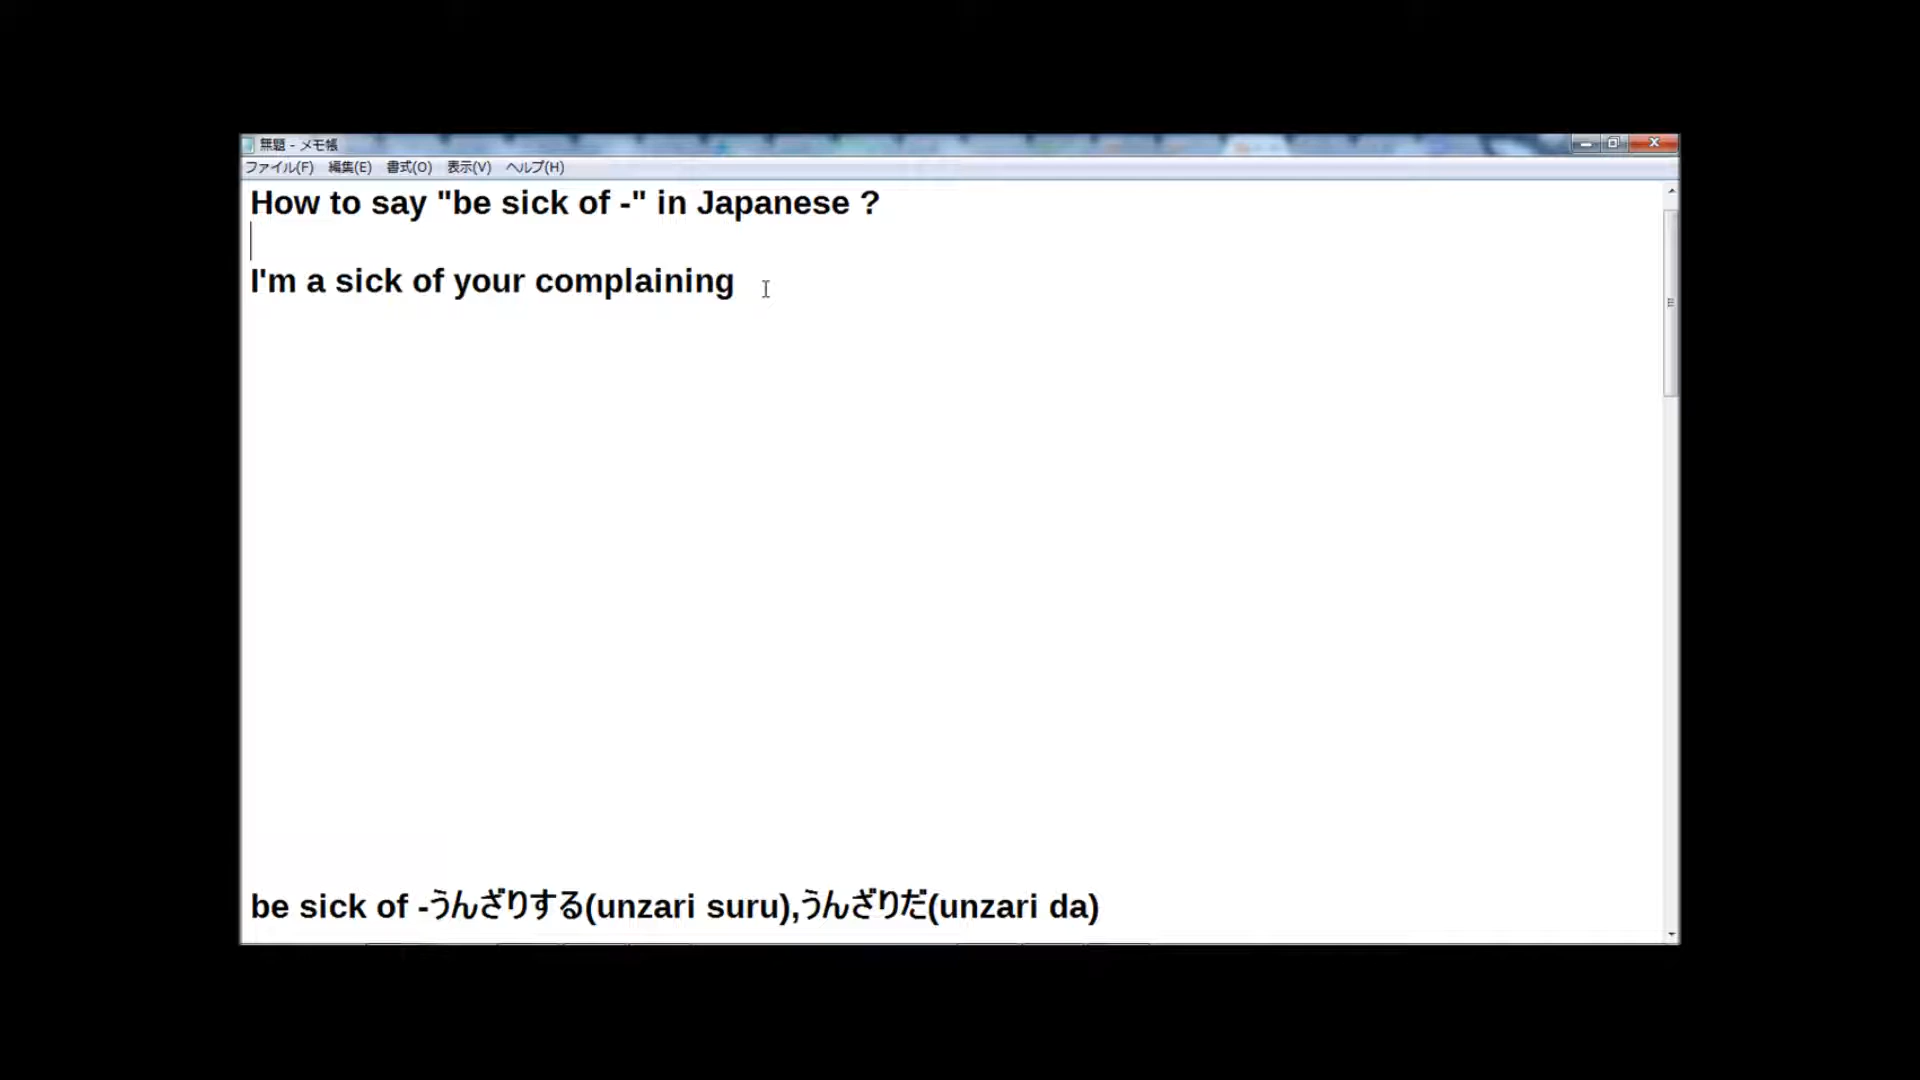 無題 - メモ帳
ファイル(F) 編集(E) 書式(O) 表示(V) ヘルプ(H)
How to say "be sick of -" in Japanese ?
I'm a sick of your complaining
be sick of -うんざりする(unzari suru),うんざりだ(unzari da)